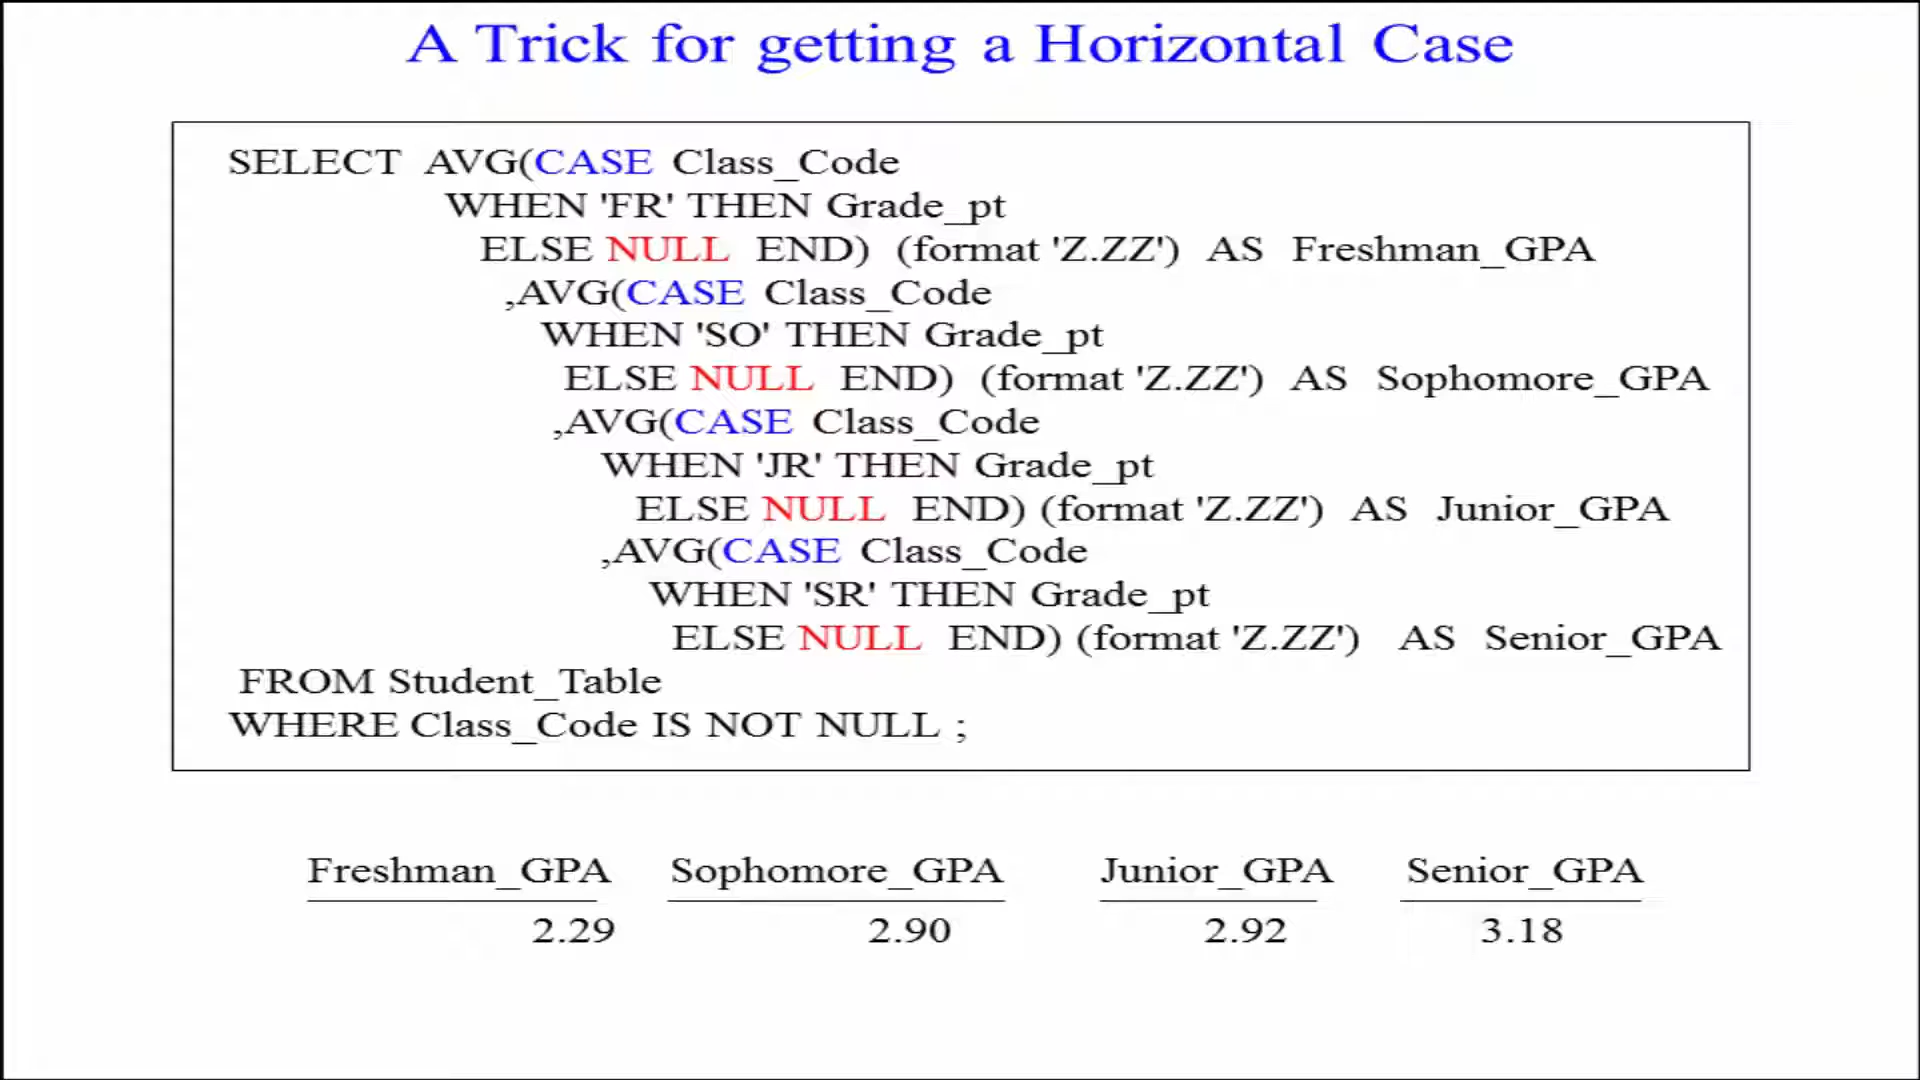 A Trick for getting a Horizontal Case
SELECT AVG(CASE Class_Code
WHEN 'FR' THEN Grade_pt
ELSE NULL END) (format 'Z.ZZ') AS Freshman_GPA
,AVG(CASE Class_Code
WHEN 'SO' THEN Grade_pt
ELSE NULL END) (format 'Z.ZZ') AS Sophomore_GPA
,AVG(CASE Class_Code
WHEN 'JR' THEN Grade_pt
ELSE NULL END) (format 'Z.ZZ') AS Junior_GPA
,AVG(CASE Class_Code
WHEN 'SR' THEN Grade_pt
ELSE NULL END) (format 'Z.ZZ') AS Senior_GPA
FROM Student_Table
WHERE Class_Code IS NOT NULL ;
Freshman_GPA Sophomore_GPA Junior_GPA Senior_GPA
2.29 2.90 2.92 3.18